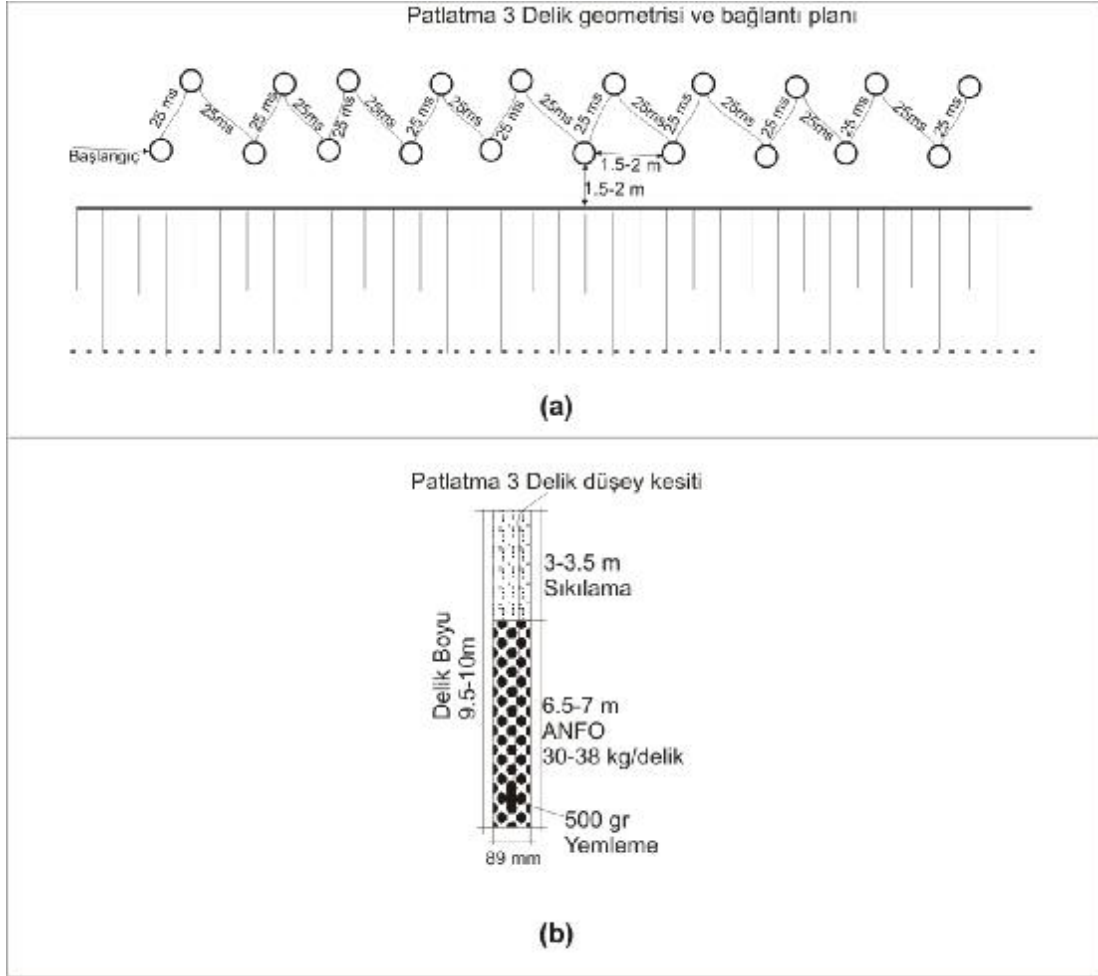 Patlatma 3 Delik geometrisi ve bağlantı planı
25 ms
25ms
25 ms
25ms
25 ms
25ms
25 ms
25ms
25 ms
25ms
25 ms
25ms
25 ms
25ms
25 ms
25ms
25 ms
25ms
25 ms
Başlangıç
1.5-2 m
1.5-2 m
(a)
Patlatma 3 Delik düşey kesiti
3-3.5 m
Sıkılama
Delik Boyu
9.5-10m
6.5-7 m
ANFO
30-38 kg/delik
500 gr
Yemleme
89 mm
(b)